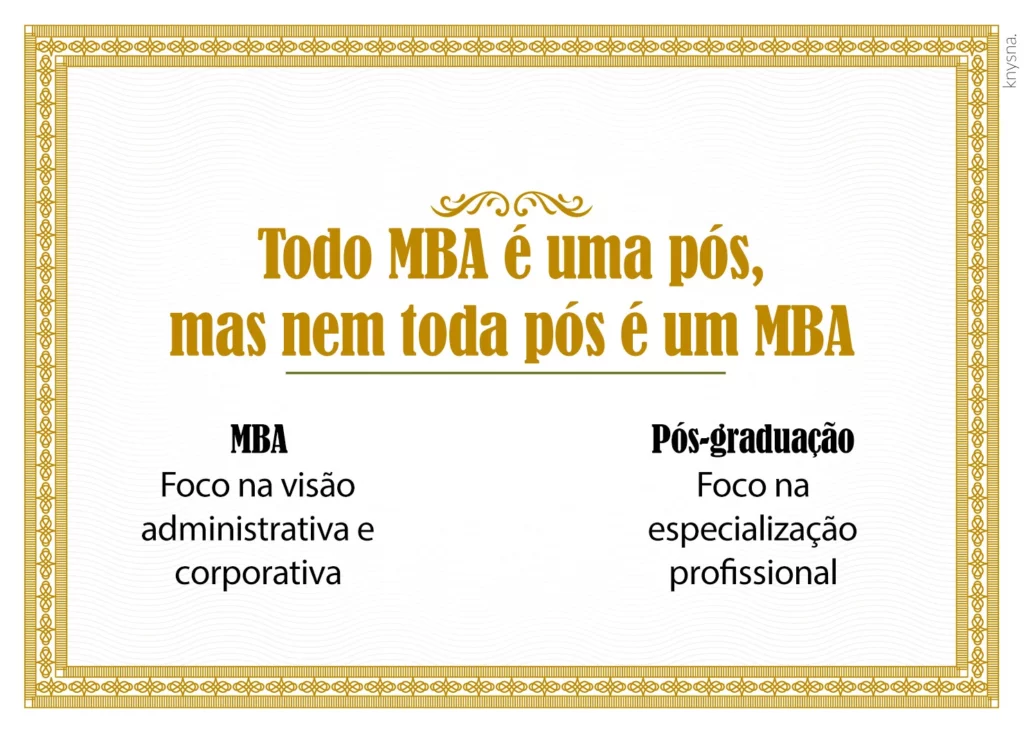 knysna.
Todo MBA é uma pós,
mas nem toda pós é um MBA
MBA
Foco na visão
administrativa e
corporativa
Pós-graduação
Foco na
especialização
profissional